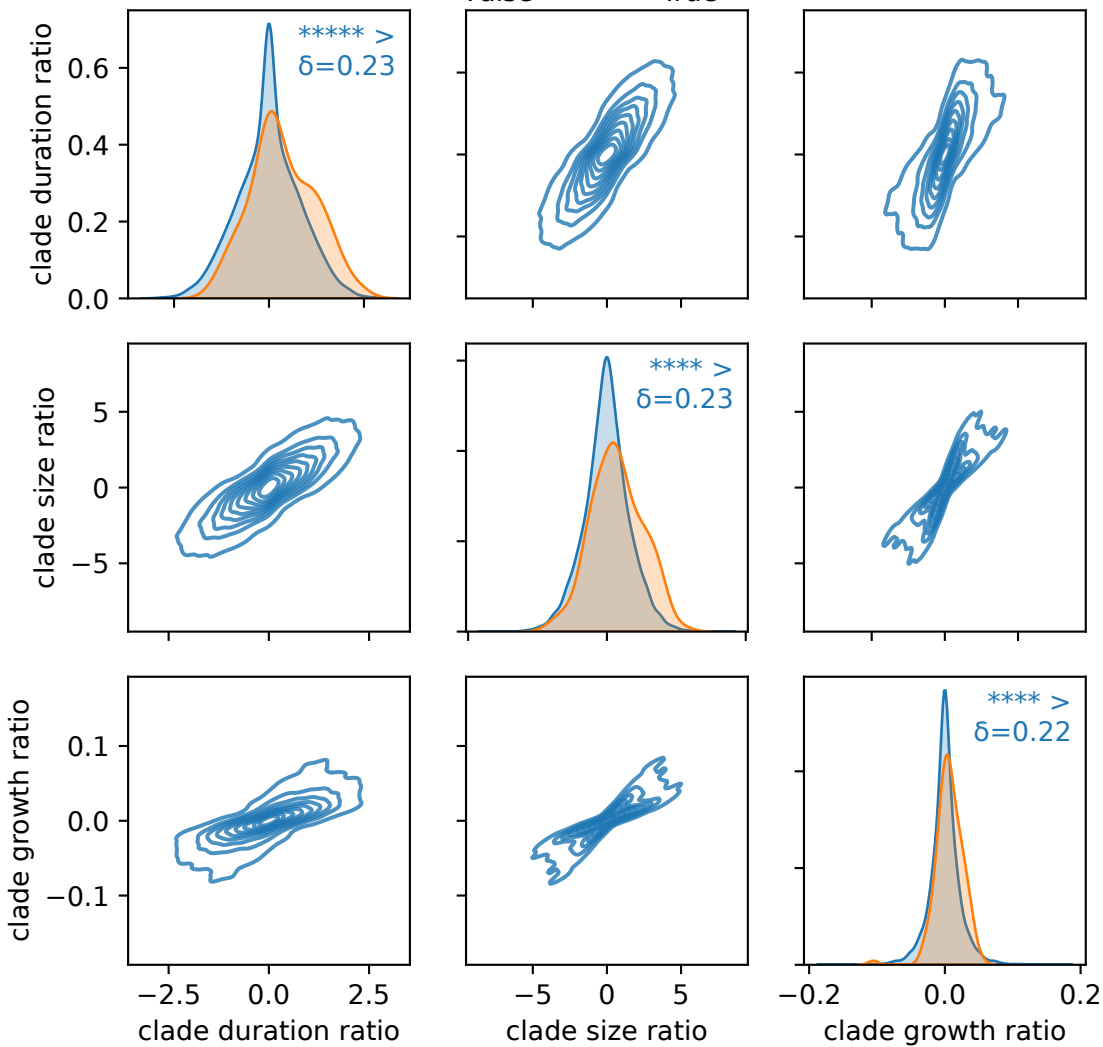 ***** >
δ=0.23
clade duration ratio
0.6
0.4
0.2
0.0
**** >
δ=0.23
clade size ratio
5
0
−5
**** >
δ=0.22
clade growth ratio
0.1
0.0
−0.1
−2.5 0.0 2.5
−5 0 5
−0.2 0.0 0.2
clade duration ratio
clade size ratio
clade growth ratio